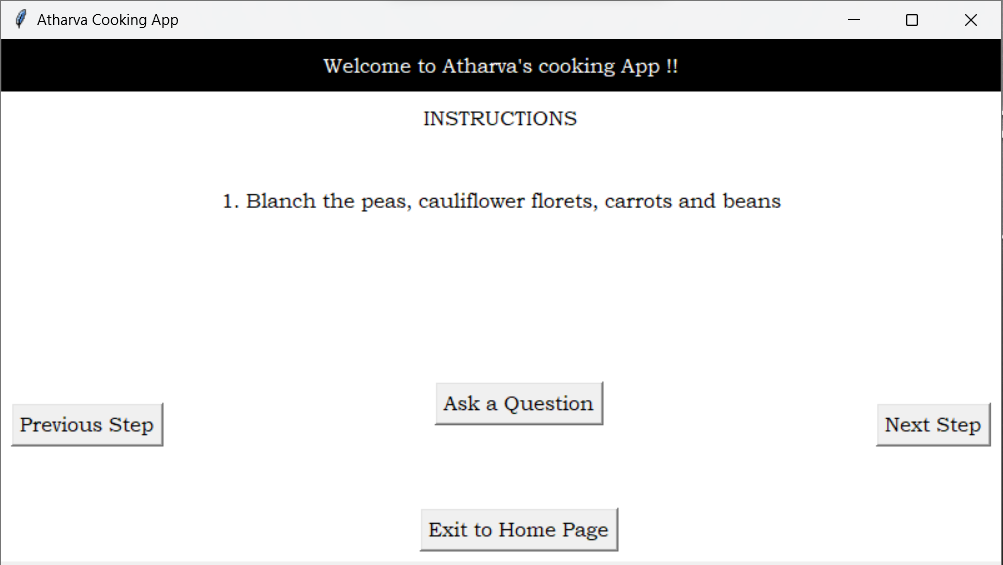 Atharva Cooking App
Welcome to Atharva's cooking App !!
INSTRUCTIONS
1. Blanch the peas, cauliflower florets, carrots and beans
Ask a Question
Previous Step
Next Step
Exit to Home Page